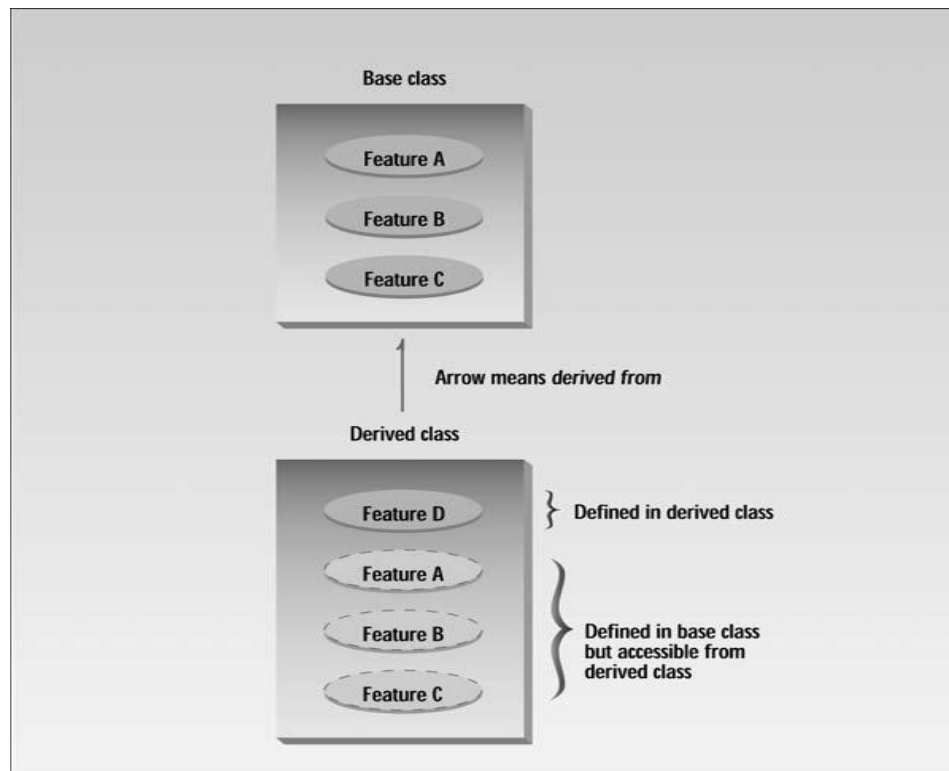 Base class
Feature A
Feature B
Feature C
Arrow means derived from
Derived class
Feature D
Defined in derived class
Feature A
Feature B
Feature C
Defined in base class
but accessible from
derived class